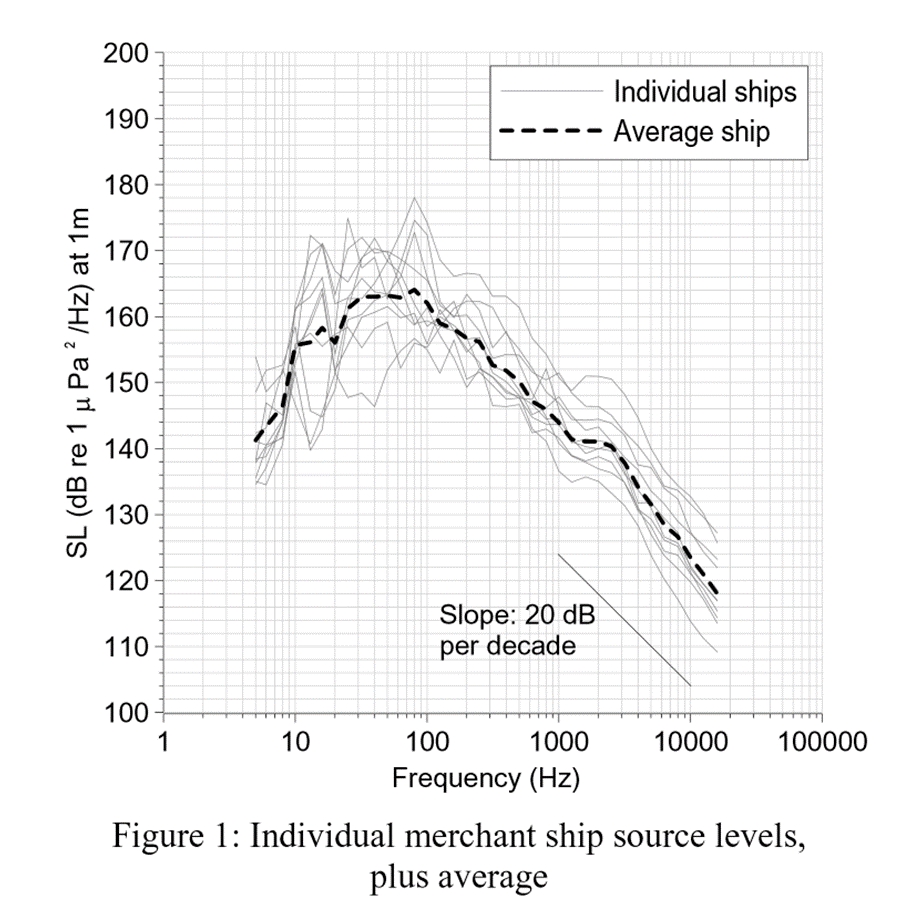 200
190
180
170
160
150
140
130
120
110
100
SL (dB re 1 μ Pa ² /Hz) at 1m
Individual ships
Average ship
Slope: 20 dB
per decade
1 10 100 1000 10000 100000
Frequency (Hz)
Figure 1: Individual merchant ship source levels,
plus average